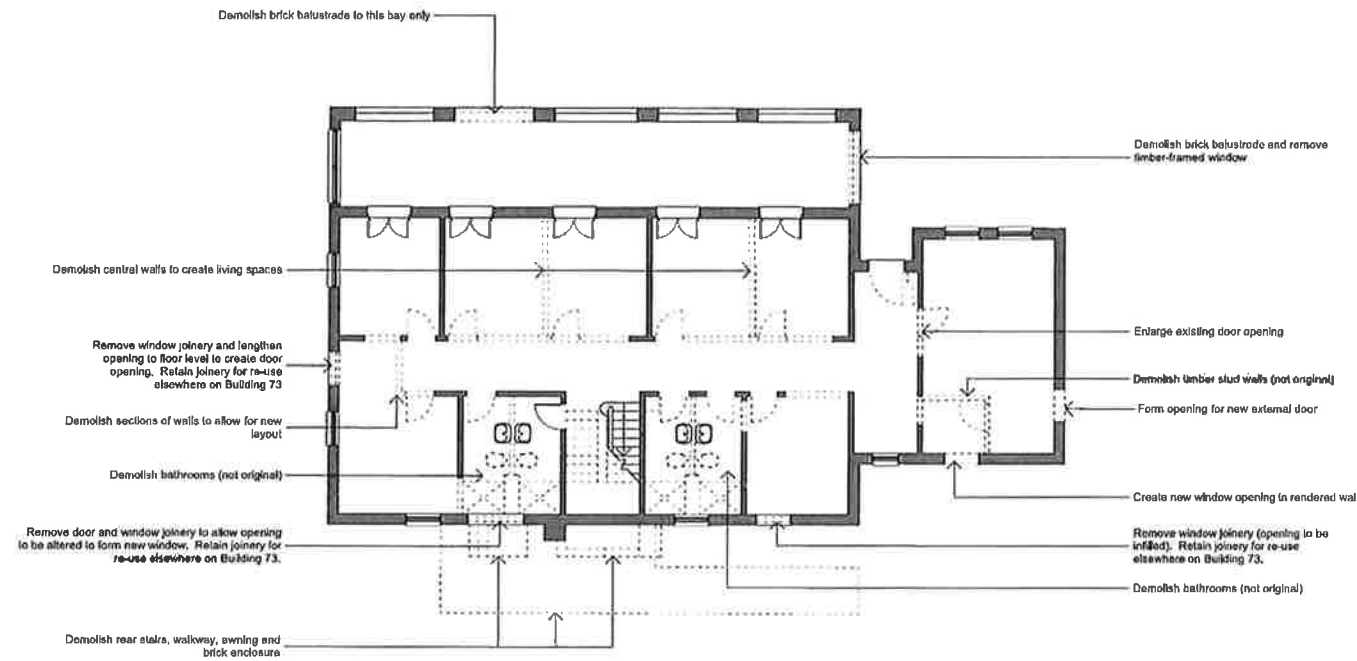 Demolish brick balustrade to this bay only
Demolish brick balustrade and remove
timber-framed window
Demolish central walls to create living spaces
Enlarge existing door opening
Remove window joinery and lengthen
opening to floor level to create door
opening. Retain joinery for re-use
elsewhere on Building 73
Demolish timber stud walls (not original)
Form opening for new external door
Demolish sections of walls to allow for new
layout
Demolish bathrooms (not original)
Create new window opening in rendered wal
Remove door and window joinery to allow opening
to be altered to form new window. Retain joinery for
re-use elsewhere on Building 73.
Remove window joinery (opening to be
infilled). Retain joinery for re-use
elsewhere on Building 73.
Demolish bathrooms (not original)
Demolish rear stairs, walkway, awning and
brick enclosure